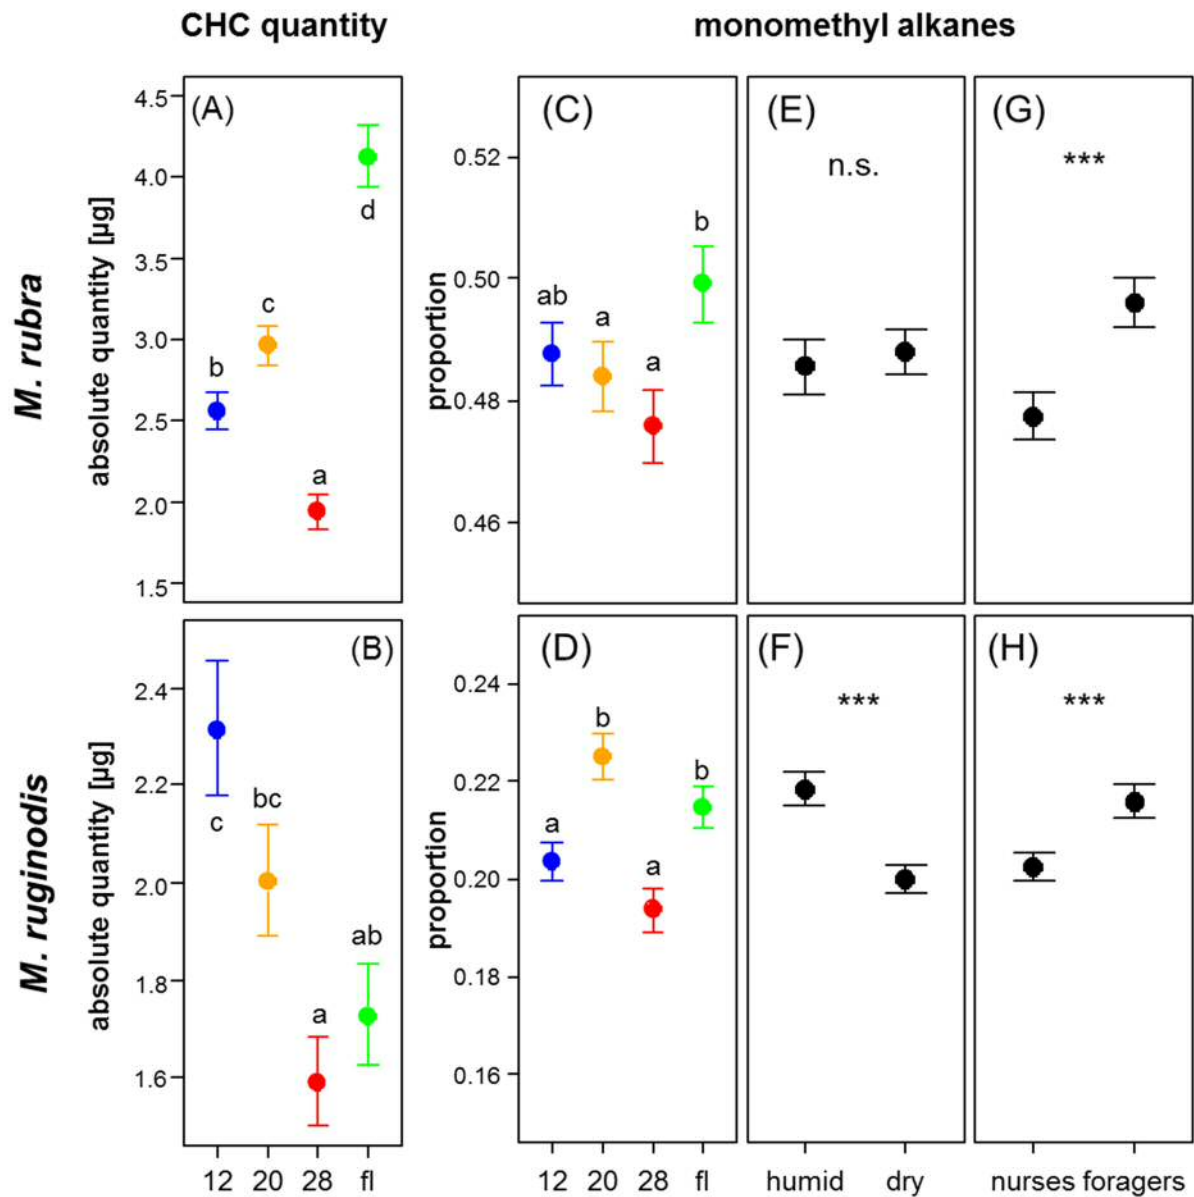 CHC quantity
monomethyl alkanes
M. rubra
absolute quantity [µg]
4.5
4.0
3.5
3.0
2.5
2.0
1.5
(A)
b
c
a
d
proportion
0.52
0.50
0.48
0.46
(C)
ab
a
a
b
(E)
n.s.
(G)
***
M. ruginodis
absolute quantity [µg]
2.4
2.2
2.0
1.8
1.6
(B)
c
bc
a
ab
12 20 28 fl
proportion
0.24
0.22
0.20
0.18
0.16
(D)
a
b
a
b
12 20 28 fl
(F)
***
humid dry
(H)
***
nurses foragers